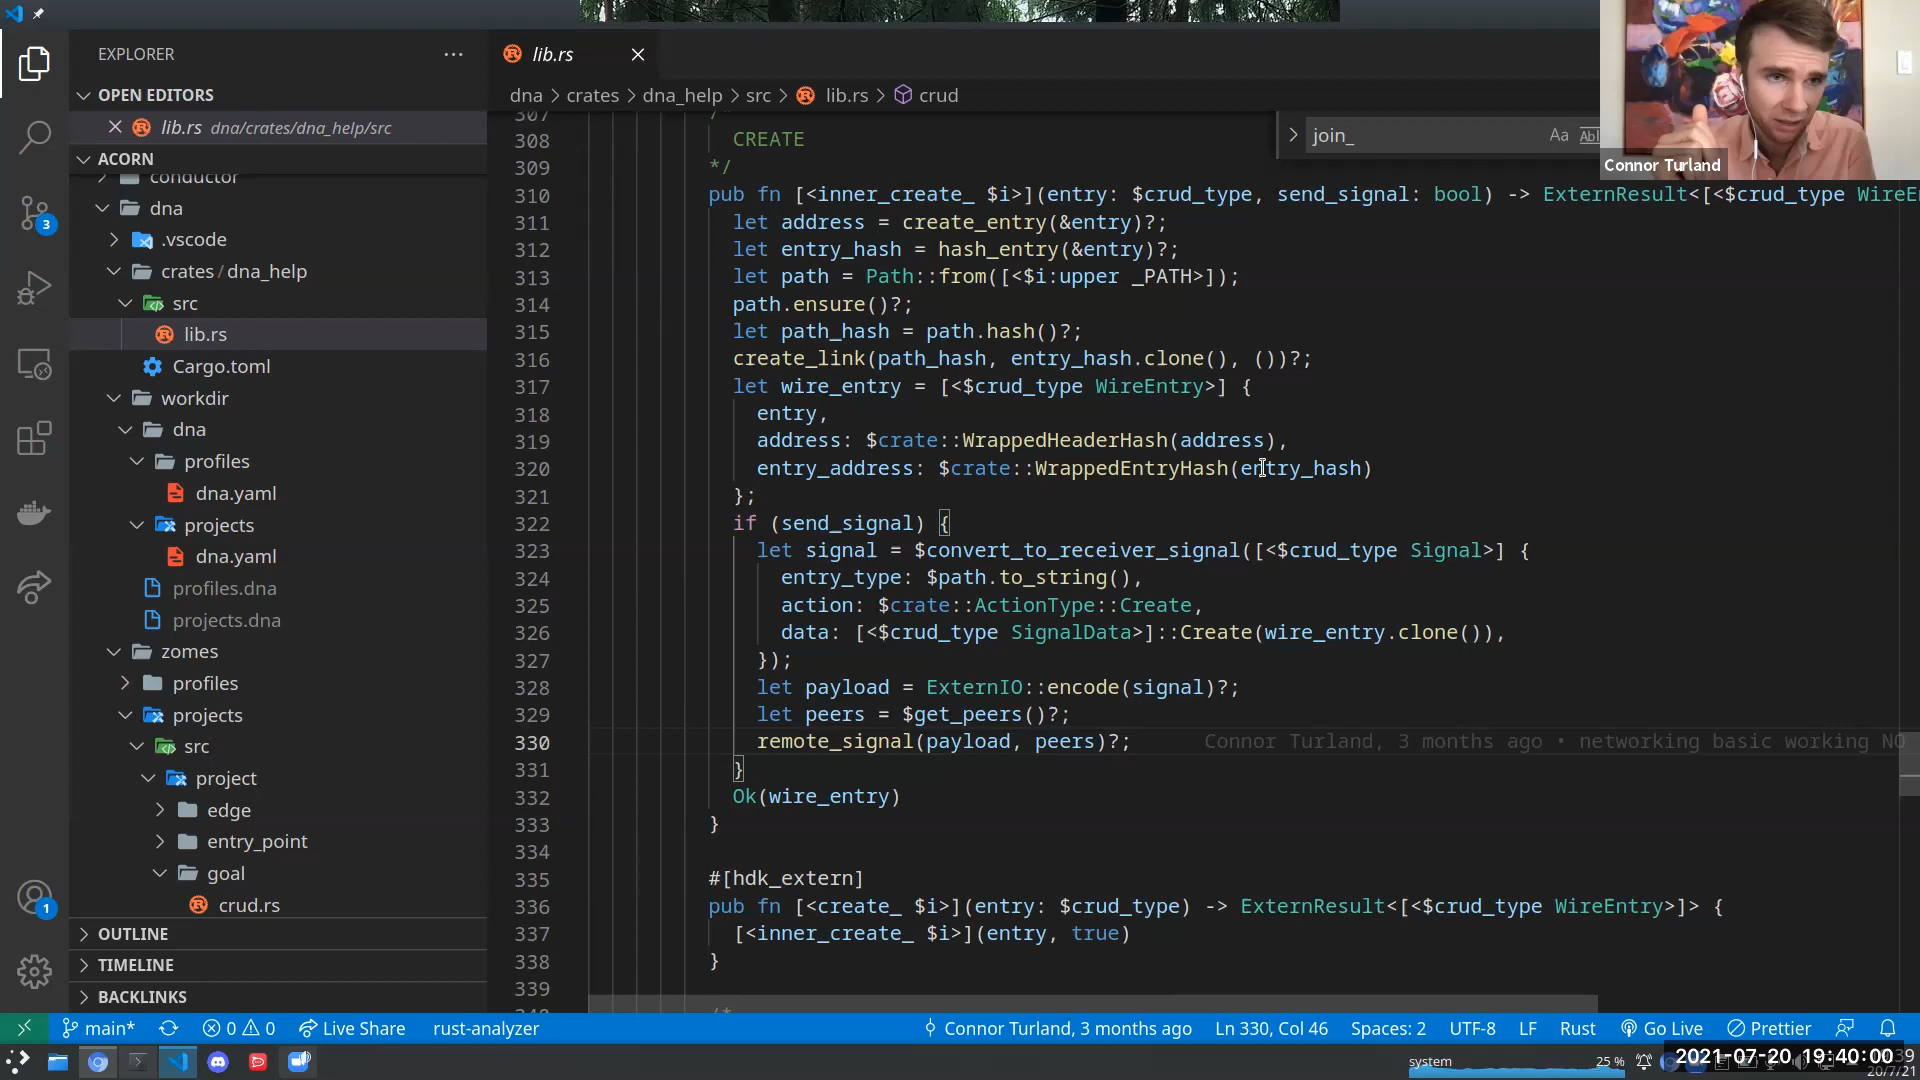 EXPLORER
OPEN EDITORS
lib.rs dna/crates/dna_help/src
ACORN
conductor
dna
.vscode
crates/dna_help
src
lib.rs
Cargo.toml
workdir
dna
profiles
dna.yaml
projects
dna.yaml
profiles.dna
projects.dna
zomes
profiles
projects
src
project
edge
entry_point
goal
crud.rs
OUTLINE
TIMELINE
BACKLINKS
3
1
lib.rs
dna > crates > dna_help > src > lib.rs > crud
join_
Aa Abl
Connor Turland
307 /*
308 CREATE
309 */
310 pub fn [<inner_create_ $i>](entry: $crud_type, send_signal: bool) -> ExternResult<[<$crud_type WireE
311 let address = create_entry(&entry)?;
312 let entry_hash = hash_entry(&entry)?;
313 let path = Path::from([<$i:upper _PATH>]);
314 path.ensure()?;
315 let path_hash = path.hash()?;
316 create_link(path_hash, entry_hash.clone(), ())?;
317 let wire_entry = [<$crud_type WireEntry>] {
318 entry,
319 address: $crate::WrappedHeaderHash(address),
320 entry_address: $crate::WrappedEntryHash(entry_hash)
321 };
322 if (send_signal) {
323 let signal = $convert_to_receiver_signal([<$crud_type Signal>] {
324 entry_type: $path.to_string(),
325 action: $crate::ActionType::Create,
326 data: [<$crud_type SignalData>]::Create(wire_entry.clone()),
327 });
328 let payload = ExternIO::encode(signal)?;
329 let peers = $get_peers()?;
330 remote_signal(payload, peers)?; Connor Turland, 3 months ago • networking basic working NO
331 }
332 Ok(wire_entry)
333 }
334
335 #[hdk_extern]
336 pub fn [<create_ $i>](entry: $crud_type) -> ExternResult<[<$crud_type WireEntry>]> {
337 [<inner_create_ $i>](entry, true)
338 }
339
main* 0 0 Live Share rust-analyzer Connor Turland, 3 months ago Ln 330, Col 46 Spaces: 2 UTF-8 LF Rust Go Live Prettier
system 25 % 2021-07-20 19:40:00 39
20/7/21